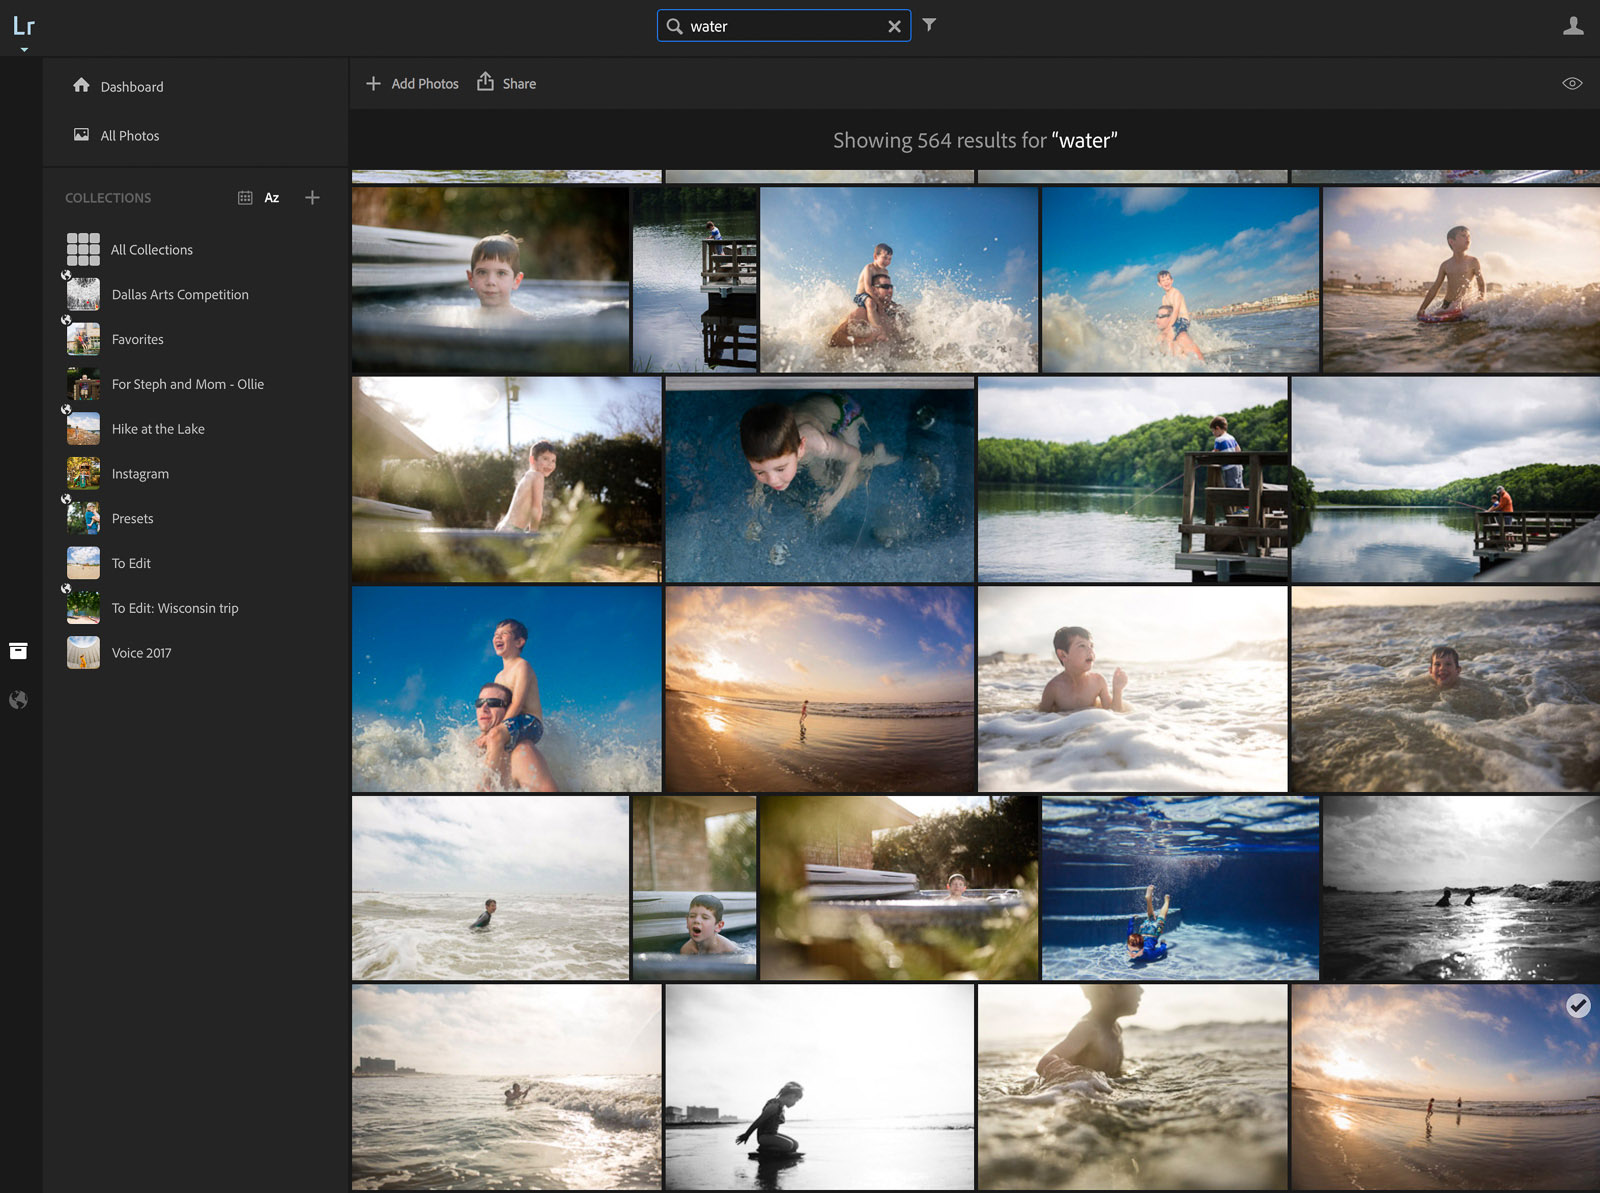 Lr
water
Dashboard
All Photos
Add Photos
Share
Showing 564 results for “water”
COLLECTIONS
Az
All Collections
Dallas Arts Competition
Favorites
For Steph and Mom - Ollie
Hike at the Lake
Instagram
Presets
To Edit
To Edit: Wisconsin trip
Voice 2017